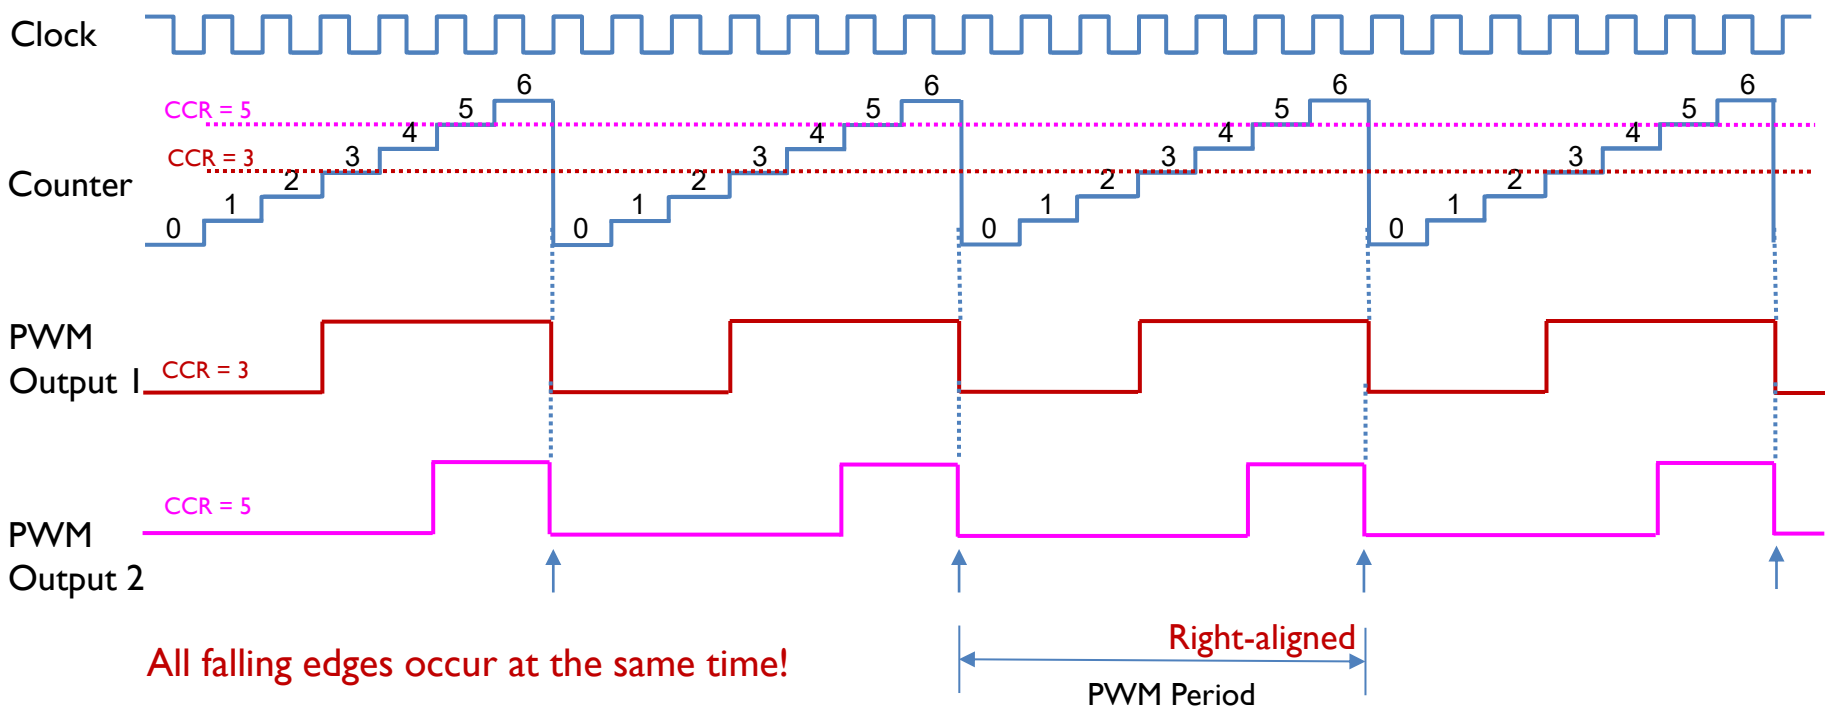 Clock
CCR = 5
6 6 6 6
5 5 5 5
4 4 4 4
CCR = 3
3 3 3 3
Counter
2 2 2 2
1 1 1 1
0 0 0 0
PWM
Output 1
CCR = 3
CCR = 5
PWM
Output 2
All falling edges occur at the same time!
Right-aligned
PWM Period